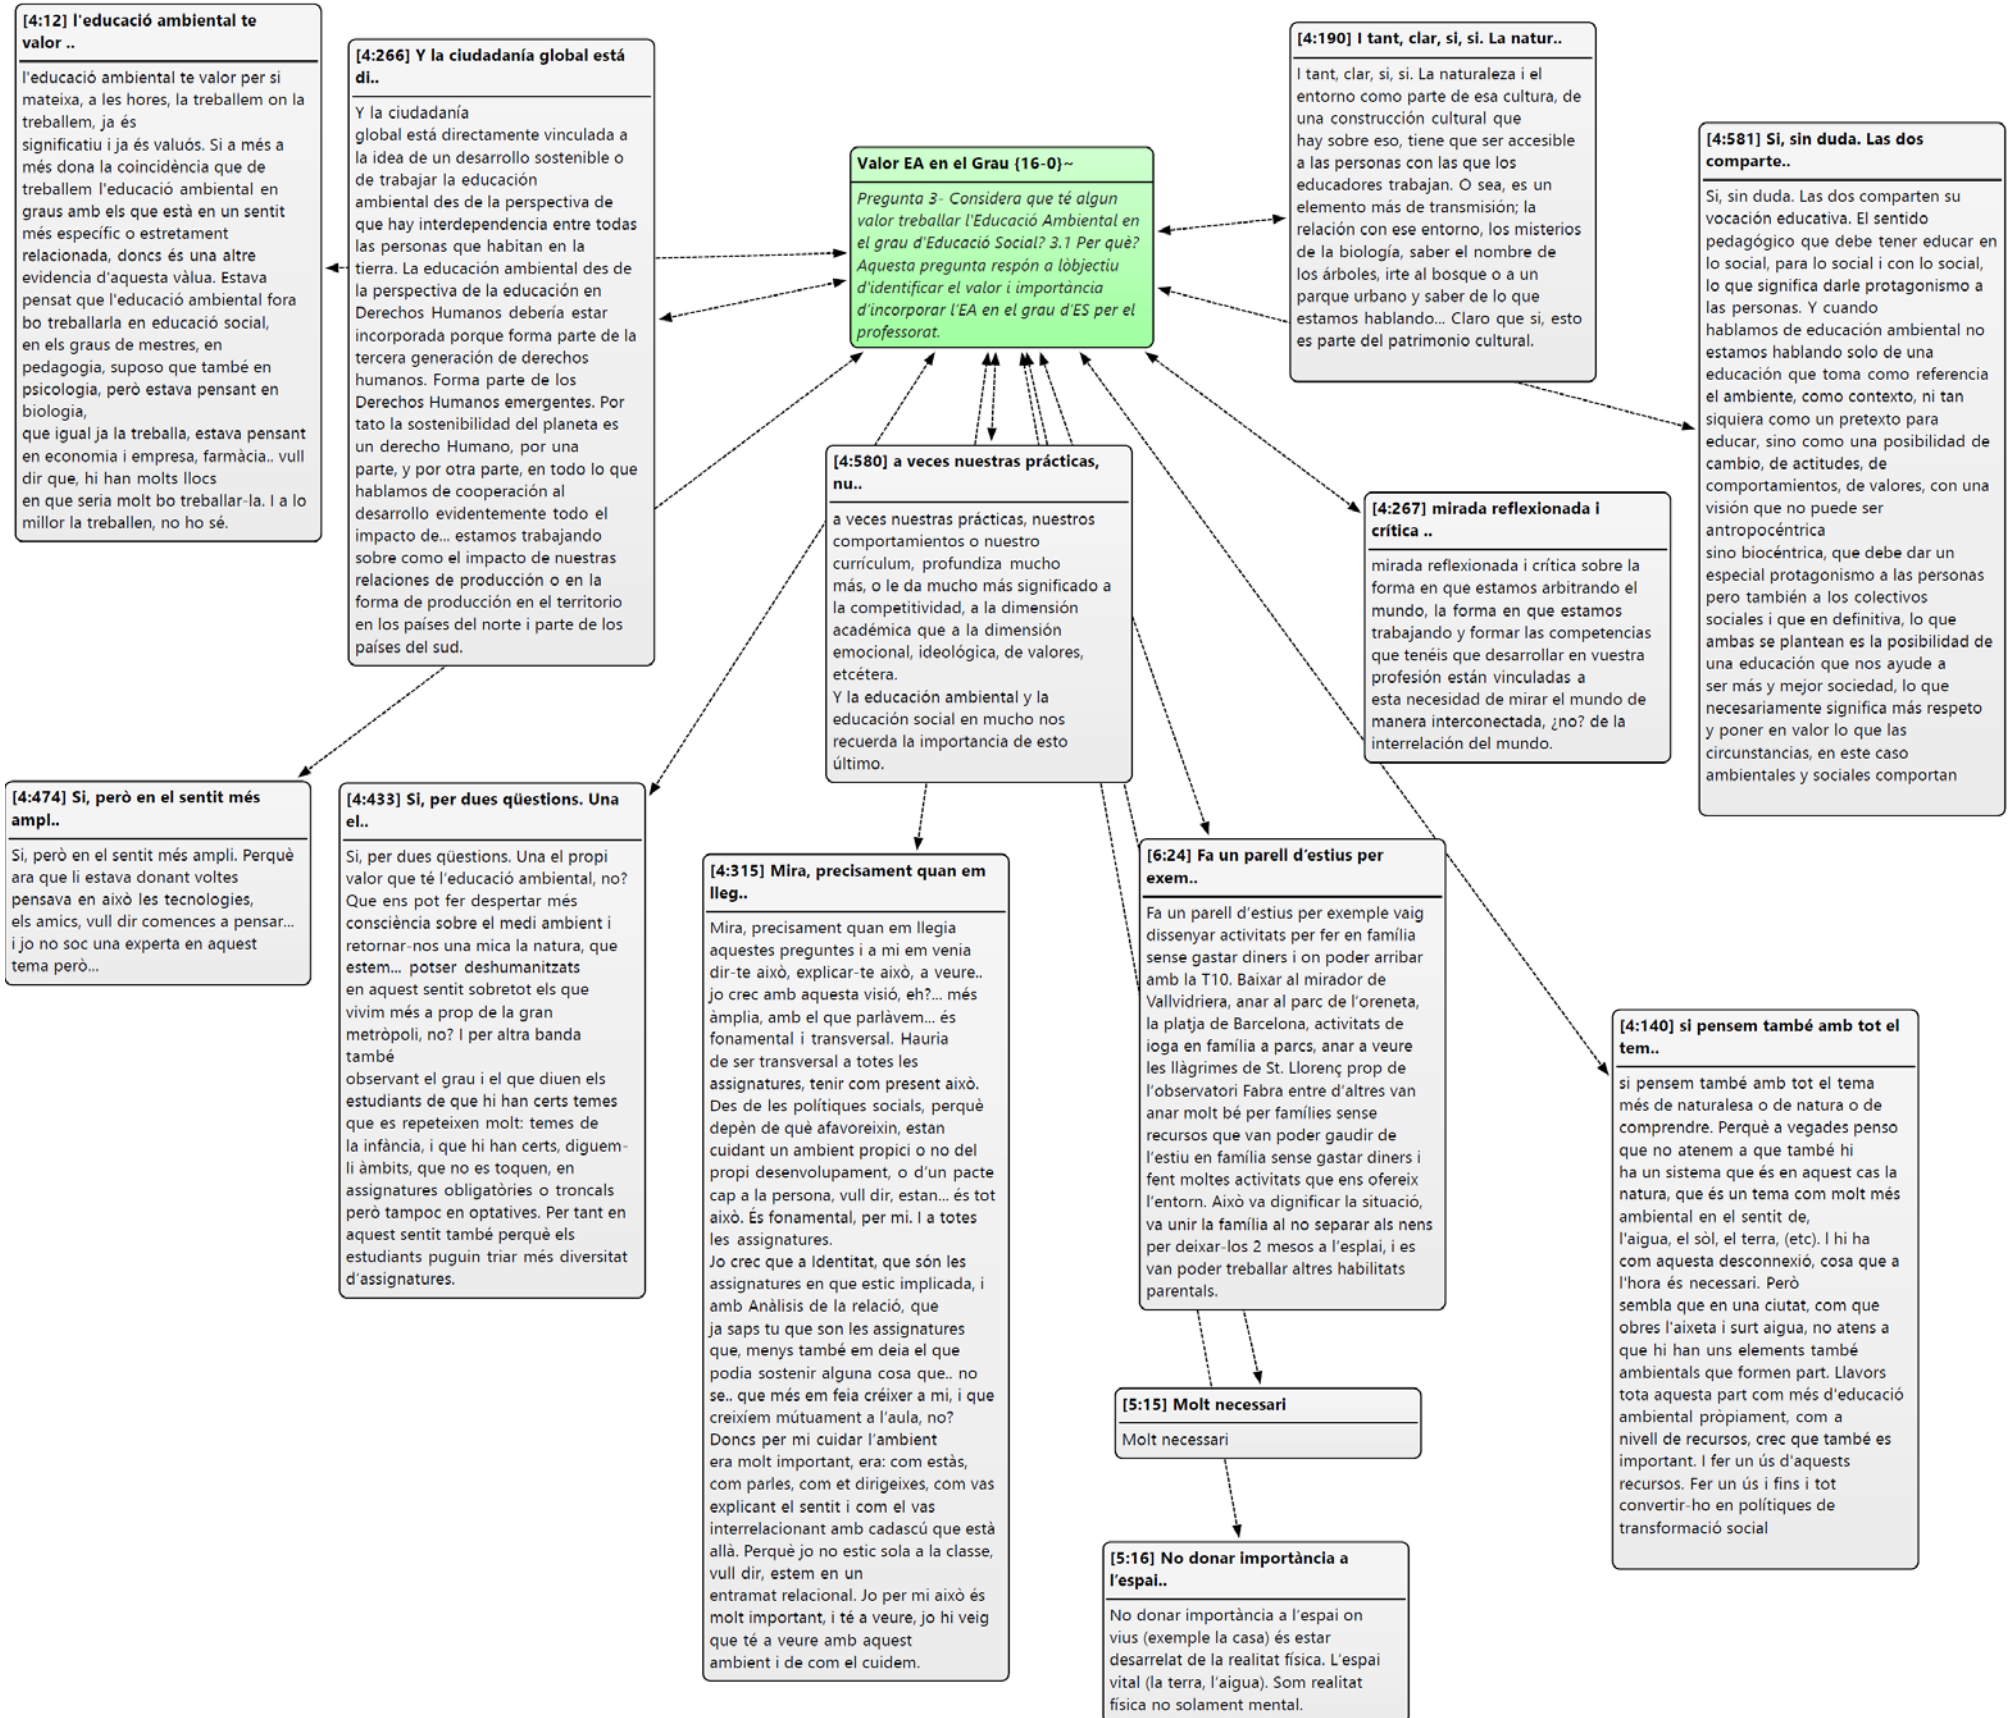 [4:12] l'educació ambiental te
valor ..
l'educació ambiental te valor per si
mateixa, a les hores, la treballem on la
treballem, ja és
significatiu i ja és valuós. Si a més a
més dona la coincidència que de
treballem l'educació ambiental en
graus amb els que està en un sentit
més específic o estretament
relacionada, doncs és una altre
evidencia d'aquesta vàlua. Estava
pensat que l'educació ambiental fora
bo treballarla en educació social,
en els graus de mestres, en
pedagogia, suposo que també en
psicologia, però estava pensant en
biologia,
que igual ja la treballa, estava pensant
en economia i empresa, farmàcia.. vull
dir que, hi han molts llocs
en que seria molt bo treballar-la. I a lo
millor la treballen, no ho sé.
[4:266] Y la ciudadanía global está
di..
Y la ciudadanía
global está directamente vinculada a
la idea de un desarrollo sostenible o
de trabajar la educación
ambiental des de la perspectiva de
que hay interdependencia entre todas
las personas que habitan en la
tierra. La educación ambiental des de
la perspectiva de la educación en
Derechos Humanos debería estar
incorporada porque forma parte de la
tercera generación de derechos
humanos. Forma parte de los
Derechos Humanos emergentes. Por
tato la sostenibilidad del planeta es
un derecho Humano, por una
parte, y por otra parte, en todo lo que
hablamos de cooperación al
desarrollo evidentemente todo el
impacto de... estamos trabajando
sobre como el impacto de nuestras
relaciones de producción o en la
forma de producción en el territorio
en los países del norte i parte de los
países del sud.
Valor EA en el Grau {16-0}~
Pregunta 3- Considera que té algun
valor treballar l'Educació Ambiental en
el grau d'Educació Social? 3.1 Per què?
Aquesta pregunta respón a lòbjectiu
d'identificar el valor i importància
d'incorporar l'EA en el grau d'ES per el
professorat.
[4:190] I tant, clar, si, si. La natur..
I tant, clar, si, si. La naturaleza i el
entorno como parte de esa cultura, de
una construcción cultural que
hay sobre eso, tiene que ser accesible
a las personas con las que los
educadores trabajan. O sea, es un
elemento más de transmisión; la
relación con ese entorno, los misterios
de la biología, saber el nombre de
los árboles, irte al bosque o a un
parque urbano y saber de lo que
estamos hablando... Claro que si, esto
es parte del patrimonio cultural.
[4:581] Si, sin duda. Las dos
comparte..
Si, sin duda. Las dos comparten su
vocación educativa. El sentido
pedagógico que debe tener educar en
lo social, para lo social i con lo social,
lo que significa darle protagonismo a
las personas. Y cuando
hablamos de educación ambiental no
estamos hablando solo de una
educación que toma como referencia
el ambiente, como contexto, ni tan
siquiera como un pretexto para
educar, sino como una posibilidad de
cambio, de actitudes, de
comportamientos, de valores, con una
visión que no puede ser
antropocéntrica
sino biocéntrica, que debe dar un
especial protagonismo a las personas
pero también a los colectivos
sociales i que en definitiva, lo que
ambas se plantean es la posibilidad de
una educación que nos ayude a
ser más y mejor sociedad, lo que
necesariamente significa más respeto
y poner en valor lo que las
circunstancias, en este caso
ambientales y sociales comportan
[4:580] a veces nuestras prácticas,
nu..
a veces nuestras prácticas, nuestros
comportamientos o nuestro
currículum, profundiza mucho
más, o le da mucho más significado a
la competitividad, a la dimensión
académica que a la dimensión
emocional, ideológica, de valores,
etcétera.
Y la educación ambiental y la
educación social en mucho nos
recuerda la importancia de esto
último.
[4:267] mirada reflexionada i
crítica ..
mirada reflexionada i crítica sobre la
forma en que estamos arbitrando el
mundo, la forma en que estamos
trabajando y formar las competencias
que tenéis que desarrollar en vuestra
profesión están vinculadas a
esta necesidad de mirar el mundo de
manera interconectada, ¿no? de la
interrelación del mundo.
[4:474] Si, però en el sentit més
ampl..
Si, però en el sentit més ampli. Perquè
ara que li estava donant voltes
pensava en això les tecnologies,
els amics, vull dir comences a pensar...
i jo no soc una experta en aquest
tema però...
[4:433] Si, per dues qüestions. Una
el..
Si, per dues qüestions. Una el propi
valor que té l'educació ambiental, no?
Que ens pot fer despertar més
consciència sobre el medi ambient i
retornar-nos una mica la natura, que
estem... potser deshumanitzats
en aquest sentit sobretot els que
vivim més a prop de la gran
metròpoli, no? I per altra banda
també
observant el grau i el que diuen els
estudiants de que hi han certs temes
que es repeteixen molt: temes de
la infància, i que hi han certs, diguem-
li àmbits, que no es toquen, en
assignatures obligatòries o troncals
però tampoc en optatives. Per tant en
aquest sentit també perquè els
estudiants puguin triar més diversitat
d'assignatures.
[4:315] Mira, precisament quan em
lleg..
Mira, precisament quan em llegia
aquestes preguntes i a mi em venia
dir-te això, explicar-te això, a veure..
jo crec amb aquesta visió, eh?... més
àmplia, amb el que parlàvem... és
fonamental i transversal. Hauria
de ser transversal a totes les
assignatures, tenir com present això.
Des de les polítiques socials, perquè
depèn de què afavoreixin, estan
cuidant un ambient propici o no del
propi desenvolupament, o d'un pacte
cap a la persona, vull dir, estan... és tot
això. És fonamental, per mi. I a totes
les assignatures.
Jo crec que a Identitat, que són les
assignatures en que estic implicada, i
amb Anàlisis de la relació, que
ja saps tu que son les assignatures
que, menys també em deia el que
podia sostenir alguna cosa que.. no
se.. que més em feia créixer a mi, i que
creixíem mútuament a l'aula, no?
Doncs per mi cuidar l'ambient
era molt important, era: com estàs,
com parles, com et dirigeixes, com vas
explicant el sentit i com el vas
interrelacionant amb cadascú que està
allà. Perquè jo no estic sola a la classe,
vull dir, estem en un
entramat relacional. Jo per mi això és
molt important, i té a veure, jo hi veig
que té a veure amb aquest
ambient i de com el cuidem.
[6:24] Fa un parell d'estius per
exem..
Fa un parell d'estius per exemple vaig
dissenyar activitats per fer en família
sense gastar diners i on poder arribar
amb la T10. Baixar al mirador de
Vallvidriera, anar al parc de l'oreneta,
la platja de Barcelona, activitats de
ioga en família a parcs, anar a veure
les llàgrimes de St. Llorenç prop de
l'observatori Fabra entre d'altres van
anar molt bé per famílies sense
recursos que van poder gaudir de
l'estiu en família sense gastar diners i
fent moltes activitats que ens ofereix
l'entorn. Això va dignificar la situació,
va unir la família al no separar als nens
per deixar-los 2 mesos a l'esplai, i es
van poder treballar altres habilitats
parentals.
[4:140] si pensem també amb tot el
tem..
si pensem també amb tot el tema
més de naturalesa o de natura o de
comprendre. Perquè a vegades penso
que no atenem a que també hi
ha un sistema que és en aquest cas la
natura, que és un tema com molt més
ambiental en el sentit de,
l'aigua, el sòl, el terra, (etc). I hi ha
com aquesta desconnexió, cosa que a
l'hora és necessari. Però
sembla que en una ciutat, com que
obres l'aixeta i surt aigua, no atens a
que hi han uns elements també
ambientals que formen part. Llavors
tota aquesta part com més d'educació
ambiental pròpiament, com a
nivell de recursos, crec que també es
important. I fer un ús d'aquests
recursos. Fer un ús i fins i tot
convertir-ho en polítiques de
transformació social
[5:15] Molt necessari
Molt necessari
[5:16] No donar importància a
l'espai..
No donar importància a l'espai on
vius (exemple la casa) és estar
desarrelat de la realitat física. L'espai
vital (la terra, l'aigua). Som realitat
física no solament mental.